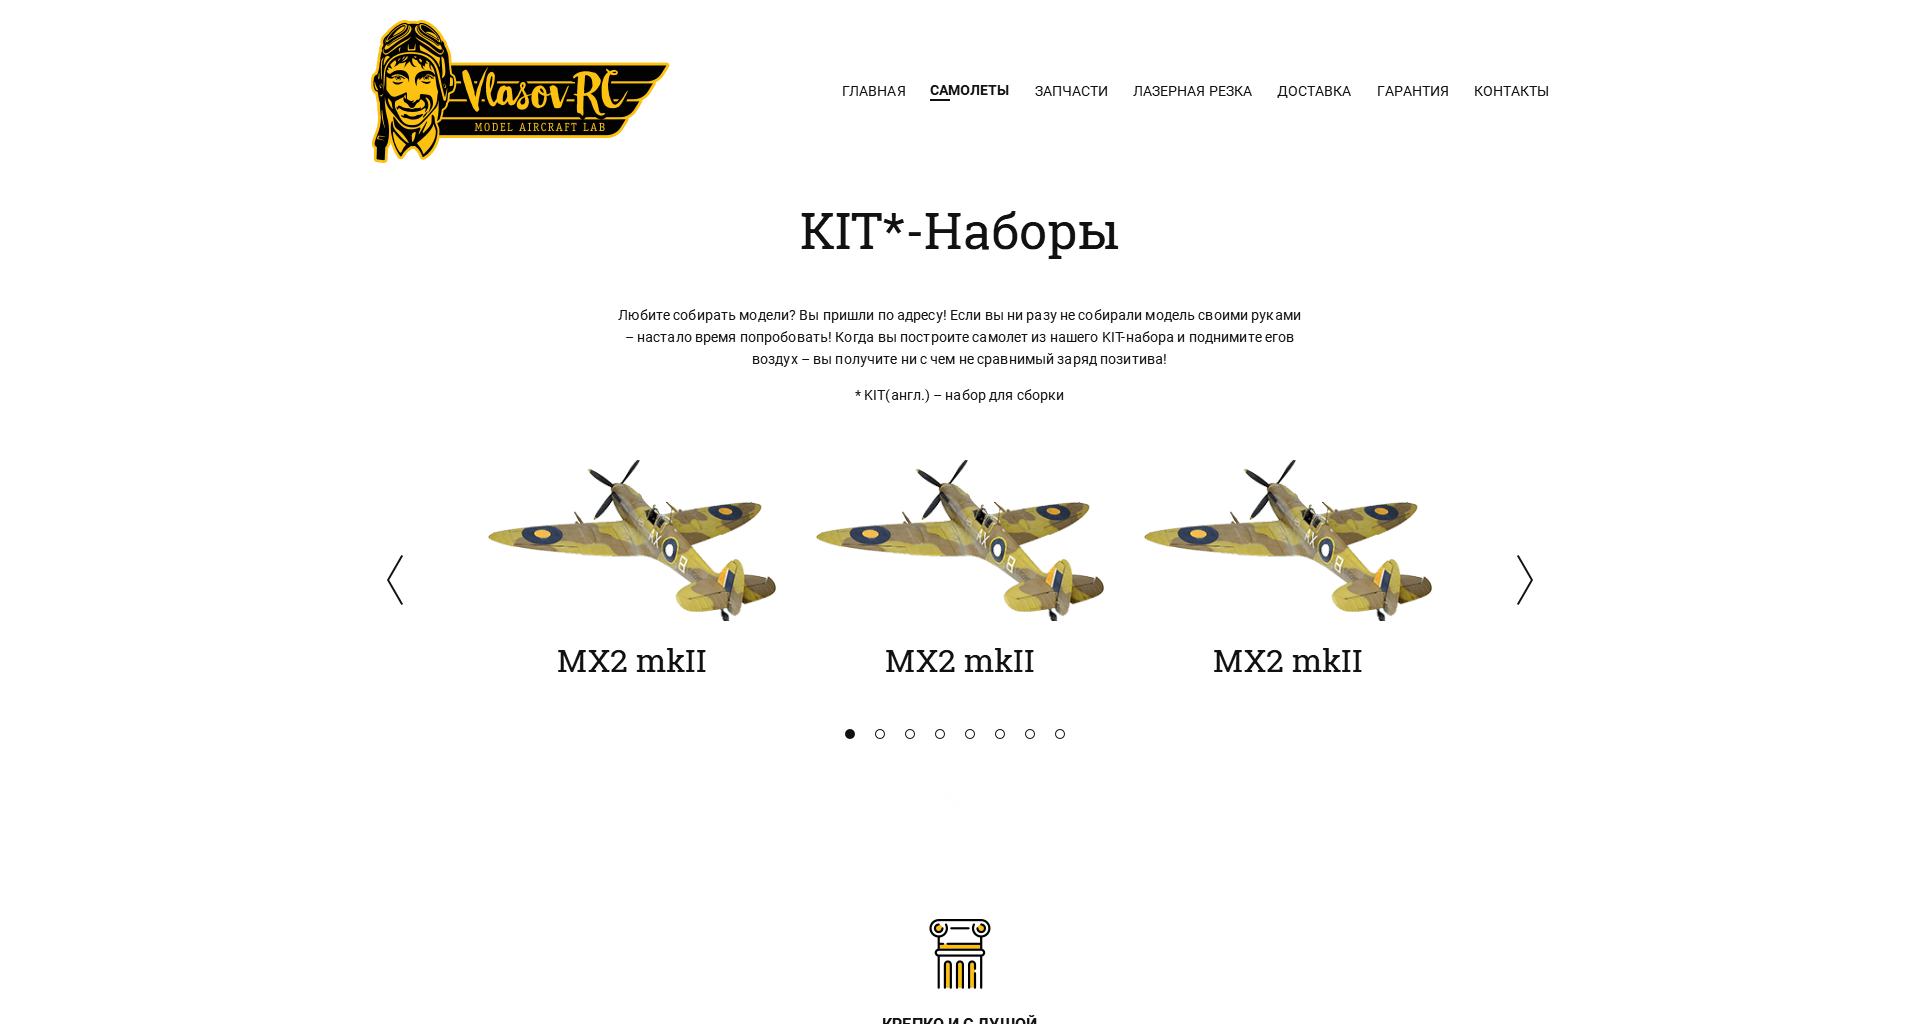 Vlasov RC
MODEL AIRCRAFT LAB
ГЛАВНАЯ САМОЛЕТЫ ЗАПЧАСТИ ЛАЗЕРНАЯ РЕЗКА ДОСТАВКА ГАРАНТИЯ КОНТАКТЫ
KIT*-Наборы
Любите собирать модели? Вы пришли по адресу! Если вы ни разу не собирали модель своими руками
– настало время попробовать! Когда вы построите самолет из нашего KIT-набора и поднимите егов
воздух – вы получите ни с чем не сравнимый заряд позитива!
* KIT(англ.) – набор для сборки
MX2 mkII MX2 mkII MX2 mkII
КРЕПКО И С ДУШОЙ